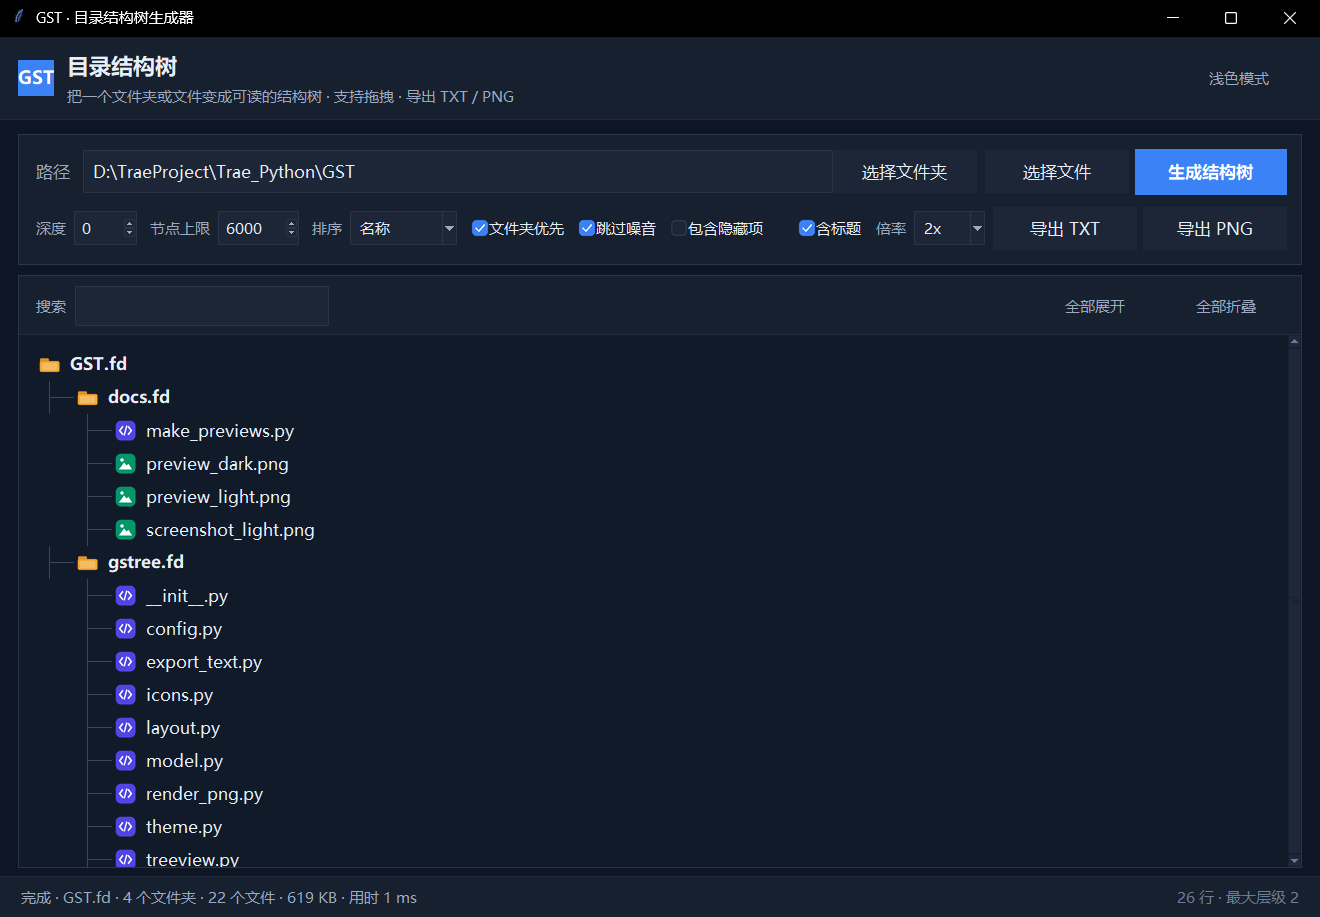 GST · 目录结构树生成器
GST
目录结构树
把一个文件夹或文件变成可读的结构树 · 支持拖拽 · 导出 TXT / PNG
浅色模式
路径 D:\TraeProject\Trae_Python\GST 选择文件夹 选择文件 生成结构树
深度 0 节点上限 6000 排序 名称 文件夹优先 跳过噪音 包含隐藏项 含标题 倍率 2x 导出 TXT 导出 PNG
搜索 全部展开 全部折叠
GST.fd
docs.fd
make_previews.py
preview_dark.png
preview_light.png
screenshot_light.png
gstree.fd
__init__.py
config.py
export_text.py
icons.py
layout.py
model.py
render_png.py
theme.py
treeview.py
完成 · GST.fd · 4 个文件夹 · 22 个文件 · 619 KB · 用时 1 ms 26 行 · 最大层级 2